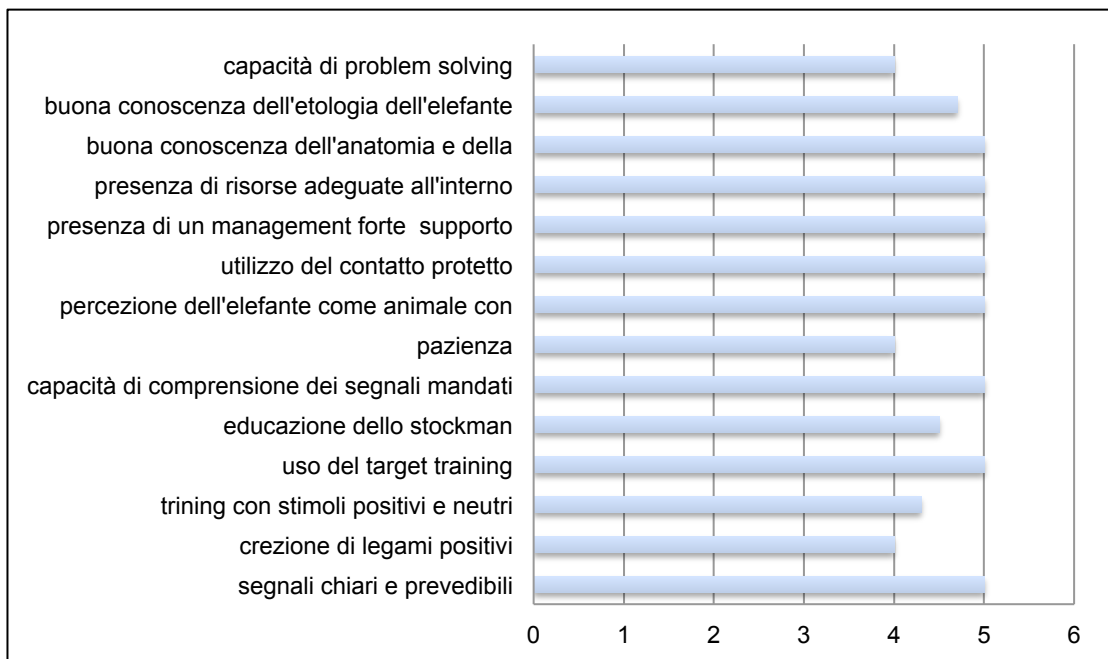 capacità di problem solving
buona conoscenza dell'etologia dell'elefante
buona conoscenza dell'anatomia e della
presenza di risorse adeguate all'interno
presenza di un management forte  supporto
utilizzo del contatto protetto
percezione dell'elefante come animale con
pazienza
capacità di comprensione dei segnali mandati
educazione dello stockman
uso del target training
trining con stimoli positivi e neutri
crezione di legami positivi
segnali chiari e prevedibili
0 1 2 3 4 5 6